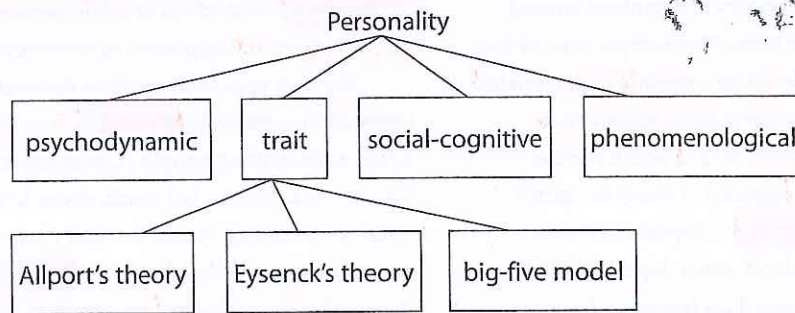 Personality
psychodynamic trait social-cognitive phenomenological
Allport's theory Eysenck's theory big-five model